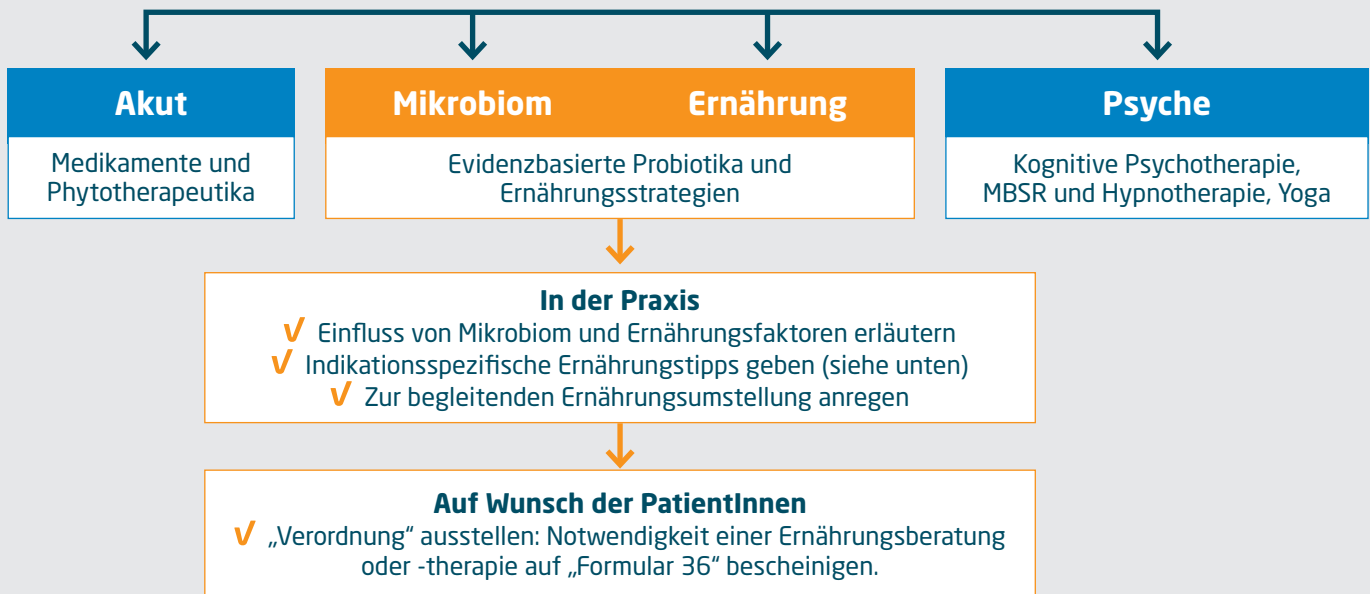 Akut
Medikamente und
Phytotherapeutika
Mikrobiom
Ernährung
Evidenzbasierte Probiotika und
Ernährungsstrategien
Psyche
Kognitive Psychotherapie,
MBSR und Hypnotherapie, Yoga
In der Praxis
√ Einfluss von Mikrobiom und Ernährungsfaktoren erläutern
√ Indikationsspezifische Ernährungstipps geben (siehe unten)
√ Zur begleitenden Ernährungsumstellung anregen
Auf Wunsch der PatientInnen
√ „Verordnung“ ausstellen: Notwendigkeit einer Ernährungsberatung
oder -therapie auf „Formular 36“ bescheinigen.